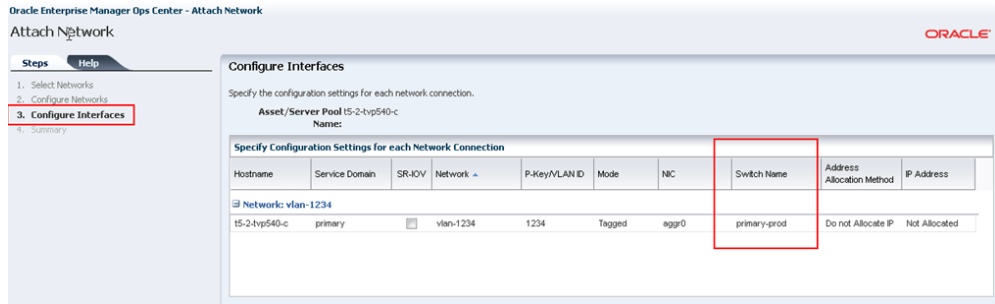 Oracle Enterprise Manager Ops Center - Attach Network
Attach Network
ORACLE
Steps Help
1. Select Networks
2. Configure Networks
3. Configure Interfaces
4. Summary
Configure Interfaces
Specify the configuration settings for each network connection.
Asset/Server Pool t5-2-tvp540-c
Name:
Specify Configuration Settings for each Network Connection
Hostname Service Domain SR-IOV Network P-Key/VLAN ID Mode NIC Switch Name Address Allocation Method IP Address
Network: vlan-1234
t5-2-tvp540-c primary vlan-1234 1234 Tagged aggr0 primary-prod Do not Allocate IP Not Allocated